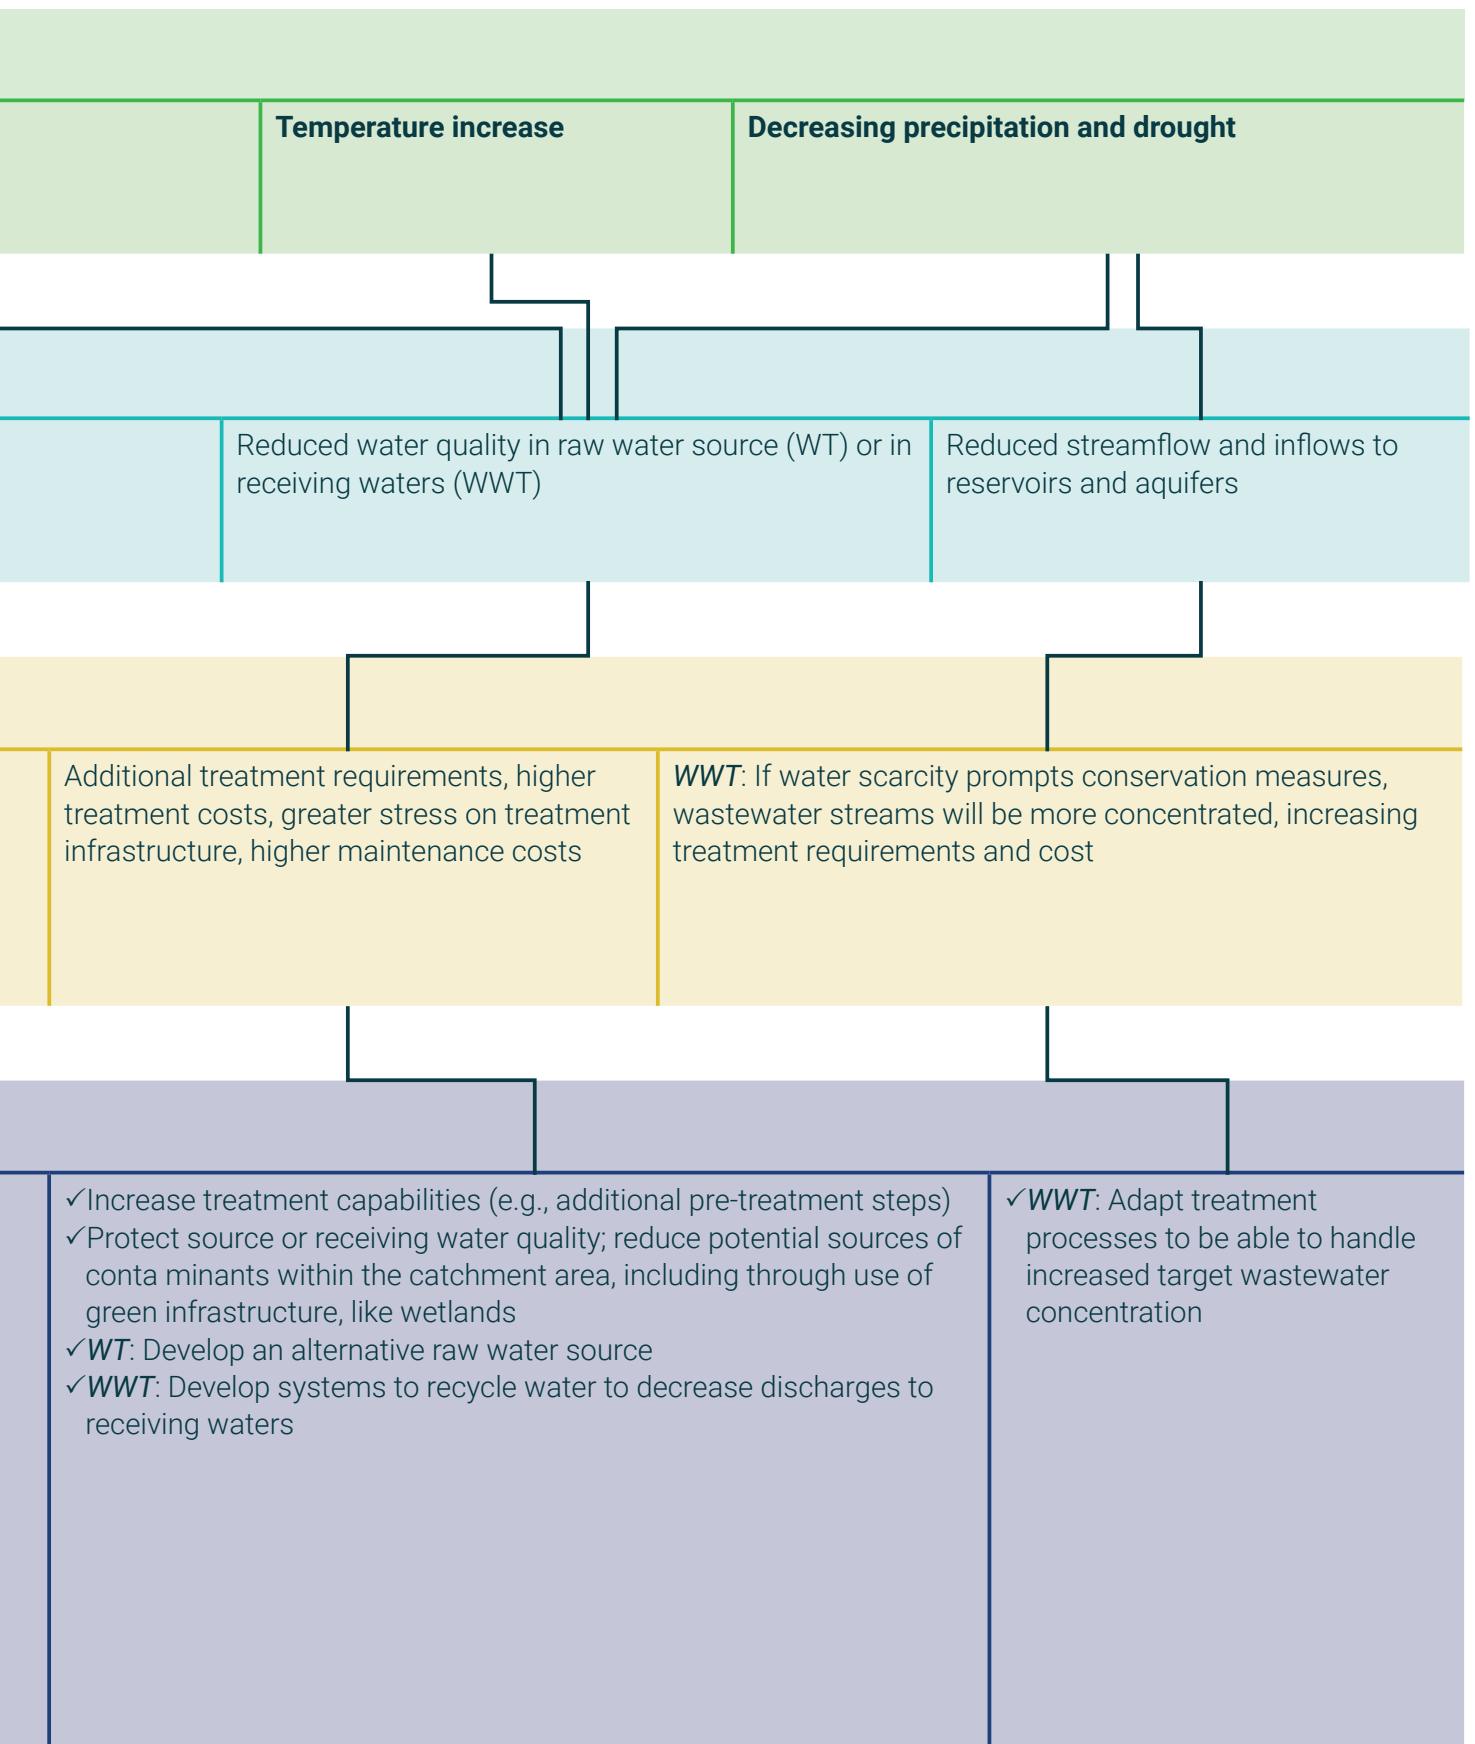 Temperature increase
Decreasing precipitation and drought
Reduced water quality in raw water source (WT) or in
receiving waters (WWT)
Reduced streamflow and inflows to
reservoirs and aquifers
Additional treatment requirements, higher
treatment costs, greater stress on treatment
infrastructure, higher maintenance costs
WWT: If water scarcity prompts conservation measures,
wastewater streams will be more concentrated, increasing
treatment requirements and cost
✓Increase treatment capabilities (e.g., additional pre-treatment steps)
✓Protect source or receiving water quality; reduce potential sources of
conta minants within the catchment area, including through use of
green infrastructure, like wetlands
✓WT: Develop an alternative raw water source
✓WWT: Develop systems to recycle water to decrease discharges to
receiving waters
✓WWT: Adapt treatment
processes to be able to handle
increased target wastewater
concentration